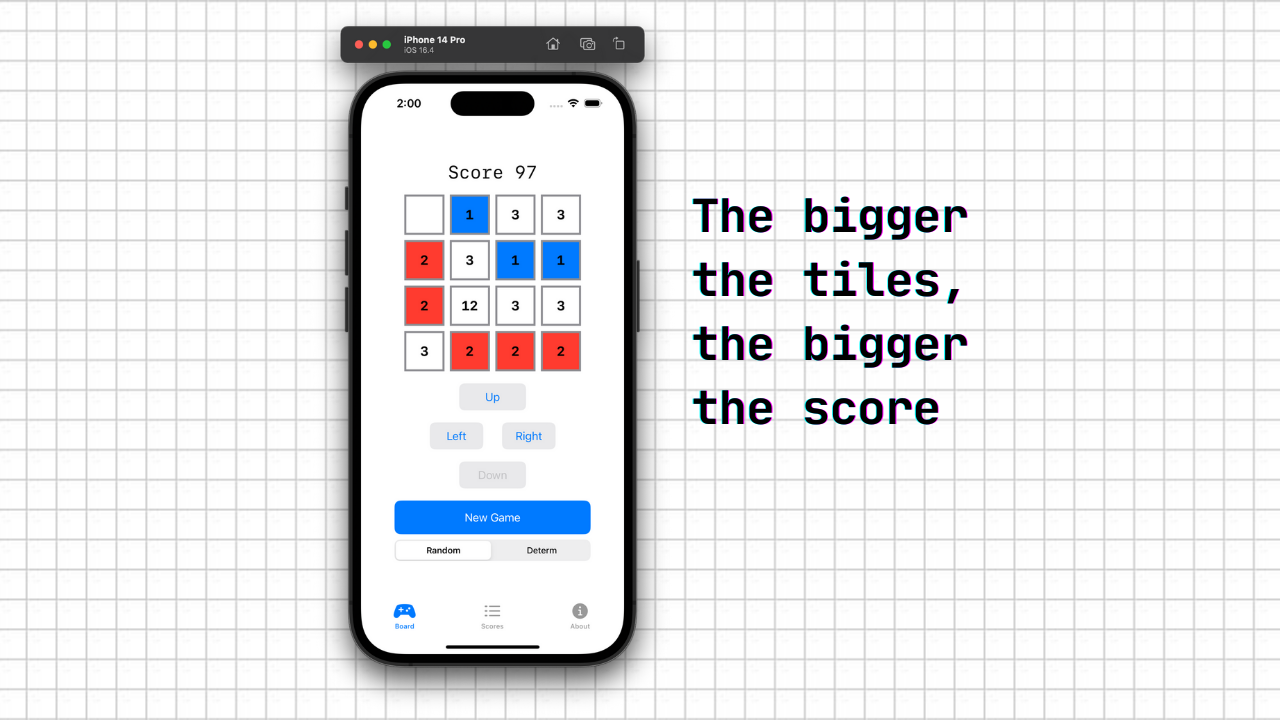 iPhone 14 Pro
iOS 16.4
2:00
Score 97
1 3 3
2 3 1 1
2 12 3 3
3 2 2 2
Up
Left Right
Down
New Game
Random Determ
Board Scores About
The bigger
the tiles,
the bigger
the score